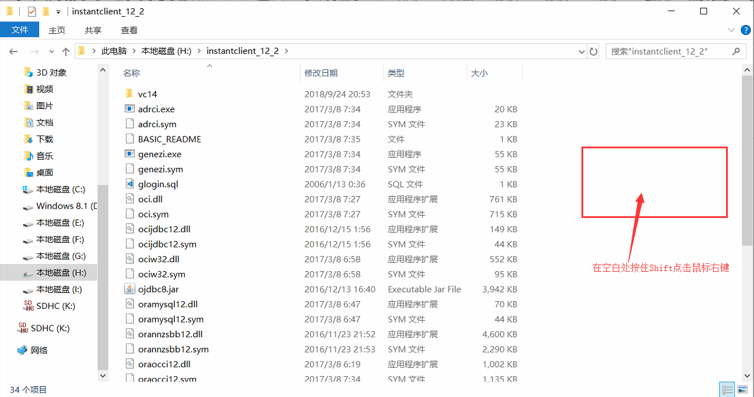 instantclient_12_2
文件 主页 共享 查看
此电脑 › 本地磁盘 (H:) › instantclient_12_2 ›
搜索"instantclient_12_2"
3D 对象
视频
图片
文档
下载
音乐
桌面
本地磁盘 (C:)
Windows 8.1 (D
本地磁盘 (E:)
本地磁盘 (F:)
本地磁盘 (G:)
本地磁盘 (H:)
本地磁盘 (I:)
SDHC (K:)
SDHC (K:)
网络
名称 修改日期 类型 大小
vc14 2018/9/24 20:53 文件夹
adrci.exe 2017/3/8 7:34 应用程序 20 KB
adrci.sym 2017/3/8 7:34 SYM 文件 23 KB
BASIC_README 2017/3/8 7:35 文件 1 KB
genezi.exe 2017/3/8 7:34 应用程序 55 KB
genezi.sym 2017/3/8 7:34 SYM 文件 55 KB
glogin.sql 2006/1/13 0:36 SQL 文件 1 KB
oci.dll 2017/3/8 7:27 应用程序扩展 761 KB
oci.sym 2017/3/8 7:27 SYM 文件 715 KB
ocijdbc12.dll 2016/12/15 1:56 应用程序扩展 149 KB
ocijdbc12.sym 2016/12/15 1:56 SYM 文件 44 KB
ociw32.dll 2017/3/8 6:58 应用程序扩展 552 KB
ociw32.sym 2017/3/8 6:58 SYM 文件 95 KB
ojdbc8.jar 2016/12/13 16:40 Executable Jar File 3,942 KB
oramysql12.dll 2017/3/8 6:47 应用程序扩展 70 KB
oramysql12.sym 2017/3/8 6:47 SYM 文件 44 KB
orannzsbb12.dll 2016/11/23 21:52 应用程序扩展 4,600 KB
orannzsbb12.sym 2016/11/23 21:53 SYM 文件 2,290 KB
oraocci12.dll 2017/3/8 6:19 应用程序扩展 1,002 KB
oraocci12.sym 2017/3/8 7:34 SYM 文件 1,135 KB
在空白处按住Shift点击鼠标右键
34 个项目